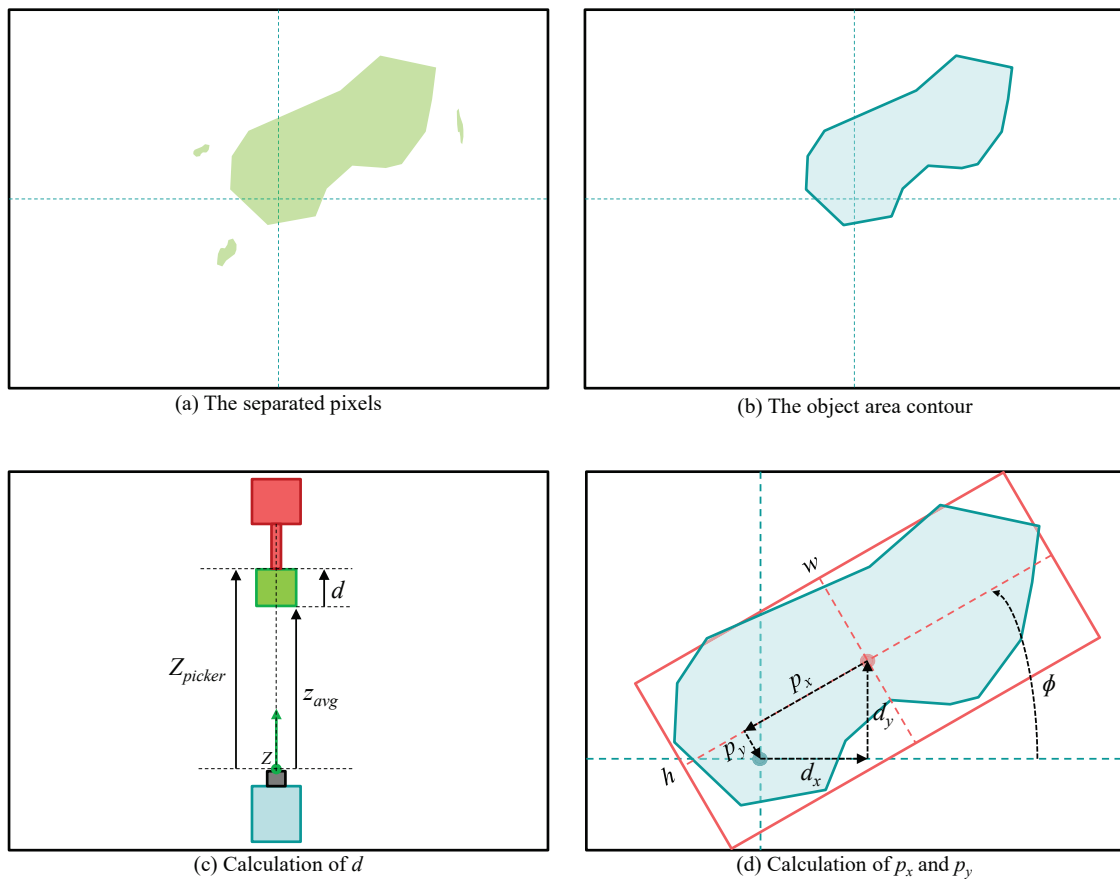 (a) The separated pixels
(b) The object area contour
Z_picker
d
z_avg
Z
(c) Calculation of d
w
p_x
ϕ
p_y
d_y
d_x
h
(d) Calculation of p_x and p_y